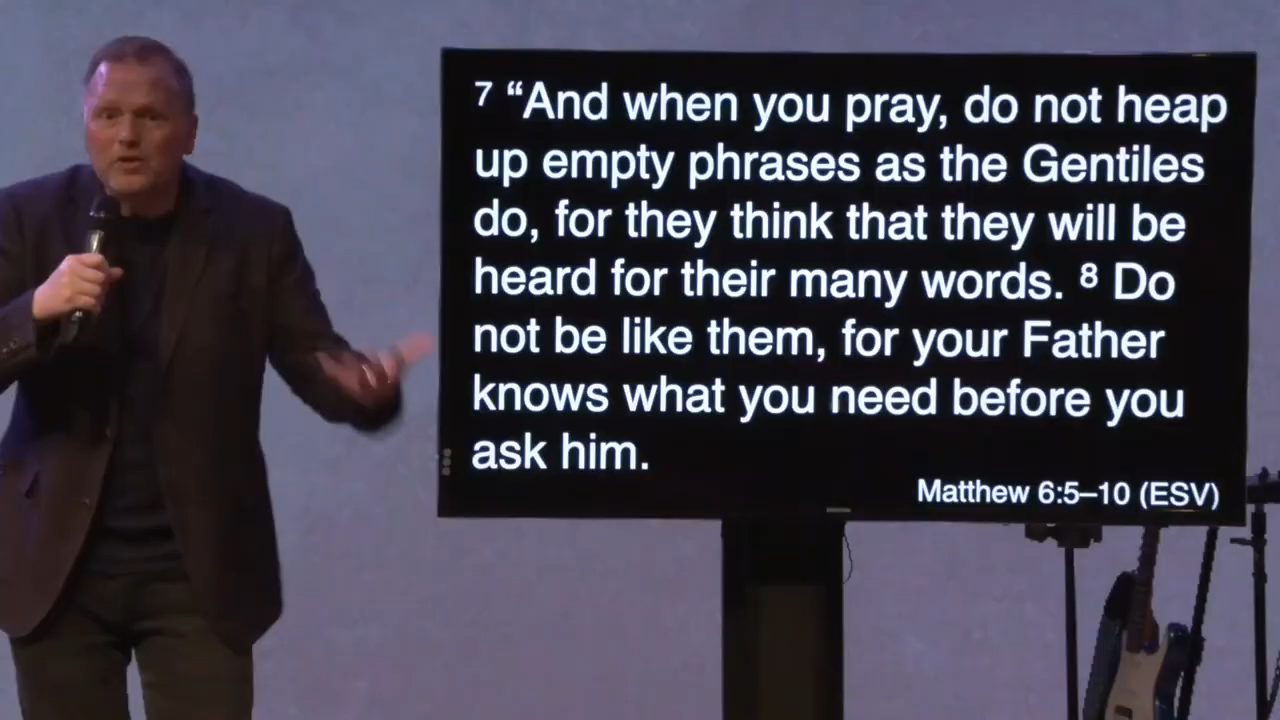 ⁷ “And when you pray, do not heap
up empty phrases as the Gentiles
do, for they think that they will be
heard for their many words. ⁸ Do
not be like them, for your Father
knows what you need before you
ask him.
Matthew 6:5–10 (ESV)